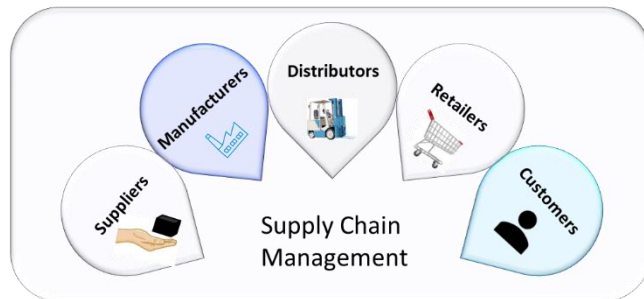 Suppliers
Manufacturers
Distributors
Retailers
Customers
Supply Chain
Management